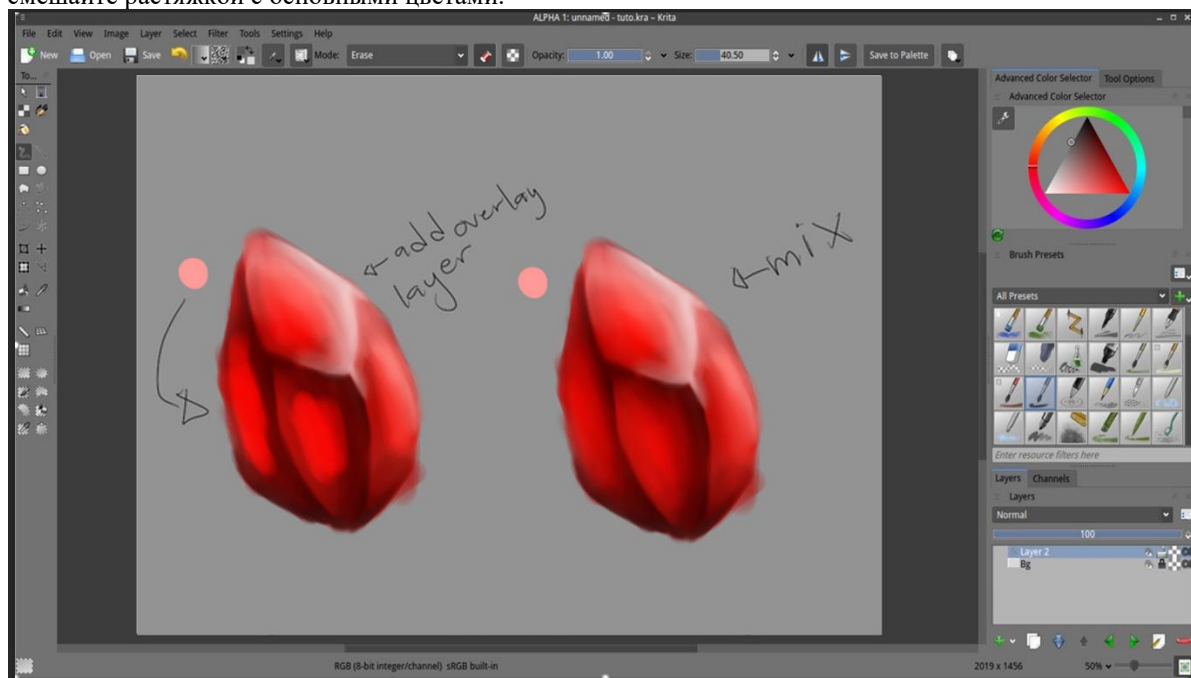 смешайте растяжкой с основными цветами.
ALPHA 1: unnamed - tuto.kra – Krita
File Edit View Image Layer Select Filter Tools Settings Help
New Open Save Mode: Erase Opacity: 1.00 Size: 40.50 Save to Palette
To...
Advanced Color Selector Tool Options
Advanced Color Selector
add overlay
layer
mix
Brush Presets
All Presets
Enter resource filters here
Layers Channels
Layers
Normal
100
Layer 2
Bg
RGB (8-bit integer/channel) sRGB built-in
2019 x 1456 50%